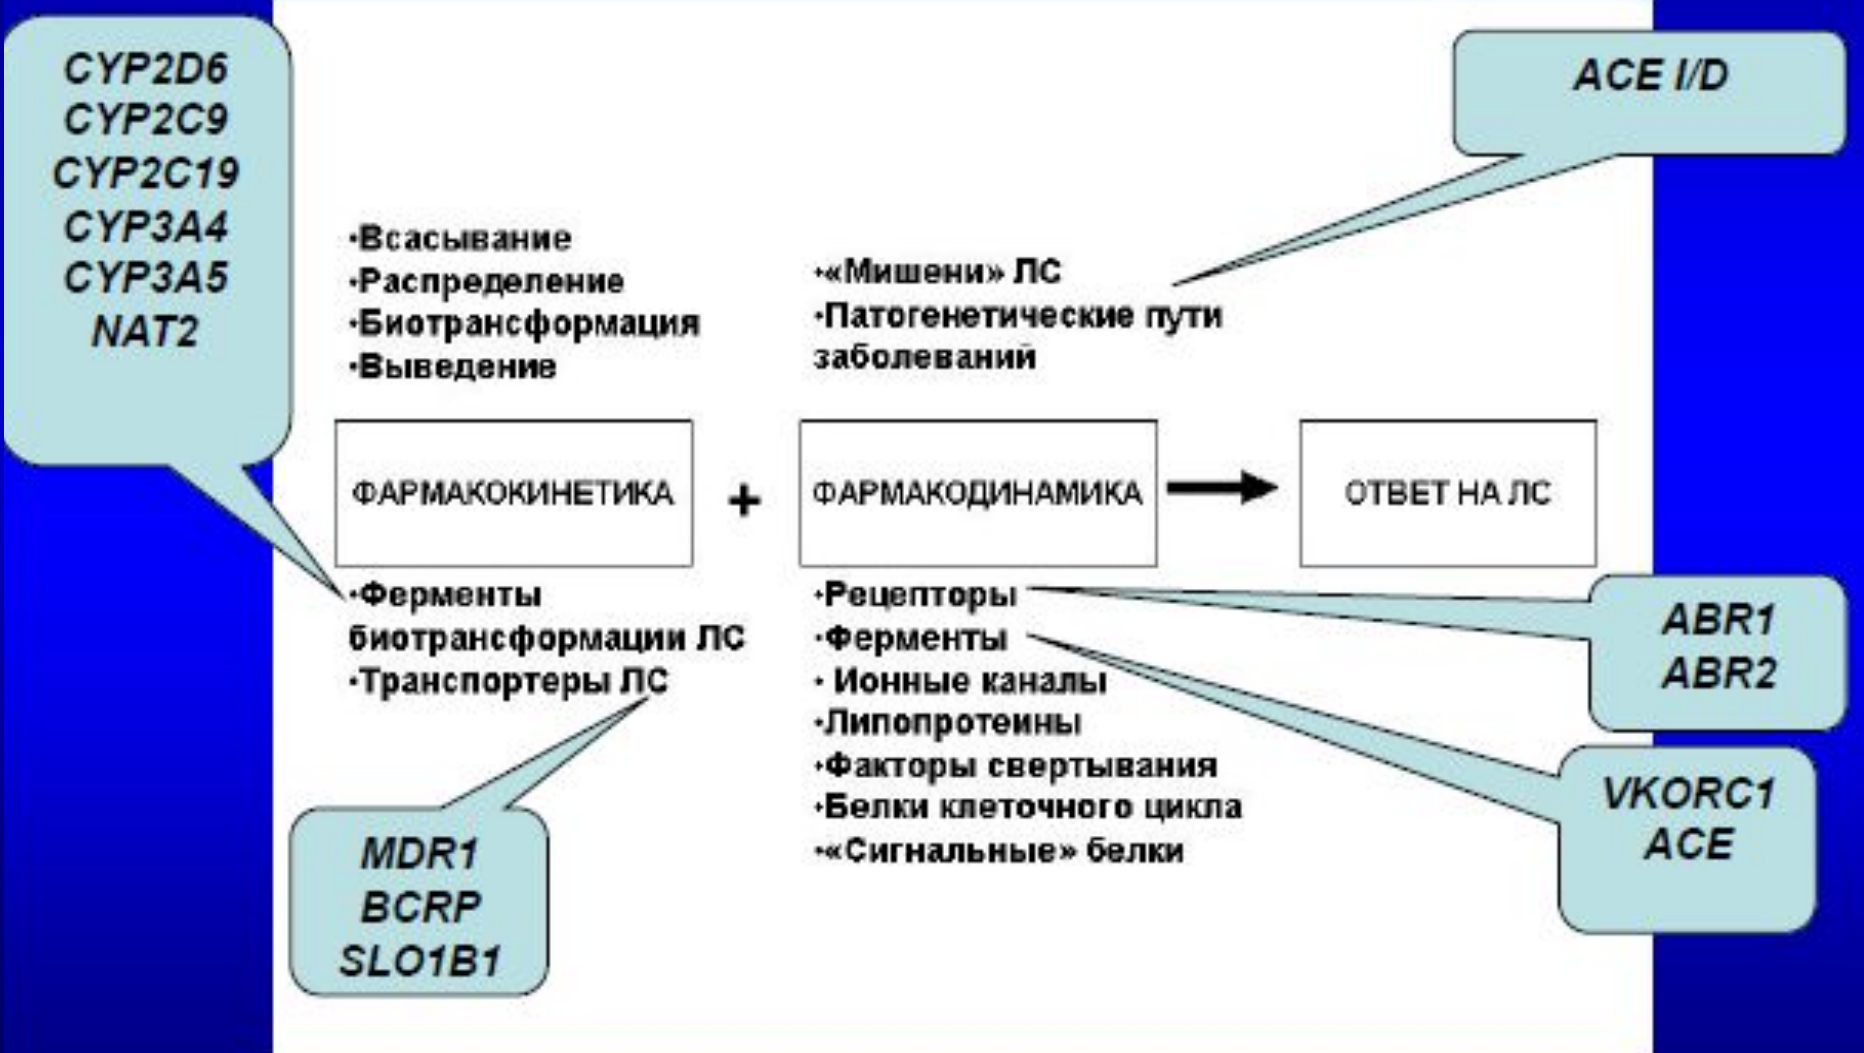 CYP2D6
CYP2C9
CYP2C19
CYP3A4
CYP3A5
NAT2
ACE I/D
•Всасывание
•Распределение
•Биотрансформация
•Выведение
•«Мишени» ЛС
•Патогенетические пути
заболеваний
ФАРМАКОКИНЕТИКА
+
ФАРМАКОДИНАМИКА
ОТВЕТ НА ЛС
•Ферменты
биотрансформации ЛС
•Транспортеры ЛС
•Рецепторы
•Ферменты
• Ионные каналы
•Липопротеины
•Факторы свертывания
•Белки клеточного цикла
•«Сигнальные» белки
ABR1
ABR2
VKORC1
ACE
MDR1
BCRP
SLO1B1